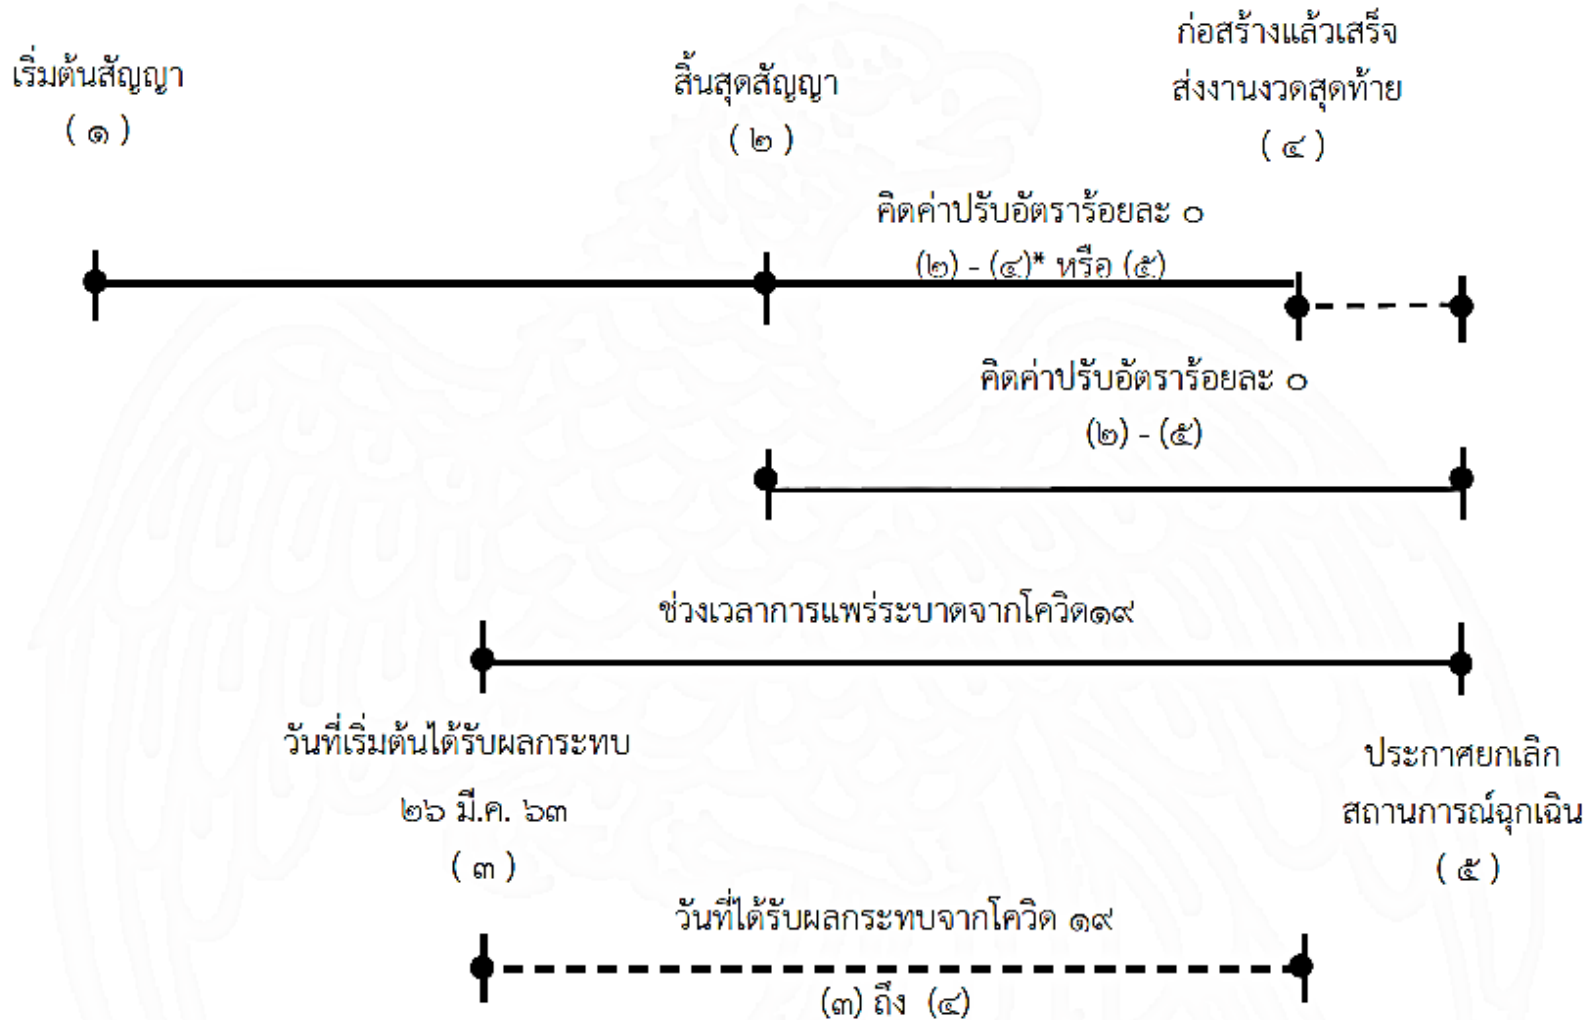 เริ่มต้นสัญญา
( ๑ )
สิ้นสุดสัญญา
( ๒ )
ก่อสร้างแล้วเสร็จ
ส่งงานงวดสุดท้าย
( ๔ )
คิดค่าปรับอัตราร้อยละ ๐
(๒) - (๔)* หรือ (๕)
คิดค่าปรับอัตราร้อยละ ๐
(๒) - (๕)
ช่วงเวลาการแพร่ระบาดจากโควิด๑๙
วันที่เริ่มต้นได้รับผลกระทบ
๒๖ มี.ค. ๖๓
( ๓ )
ประกาศยกเลิก
สถานการณ์ฉุกเฉิน
( ๕ )
วันที่ได้รับผลกระทบจากโควิด ๑๙
(๓) ถึง (๔)